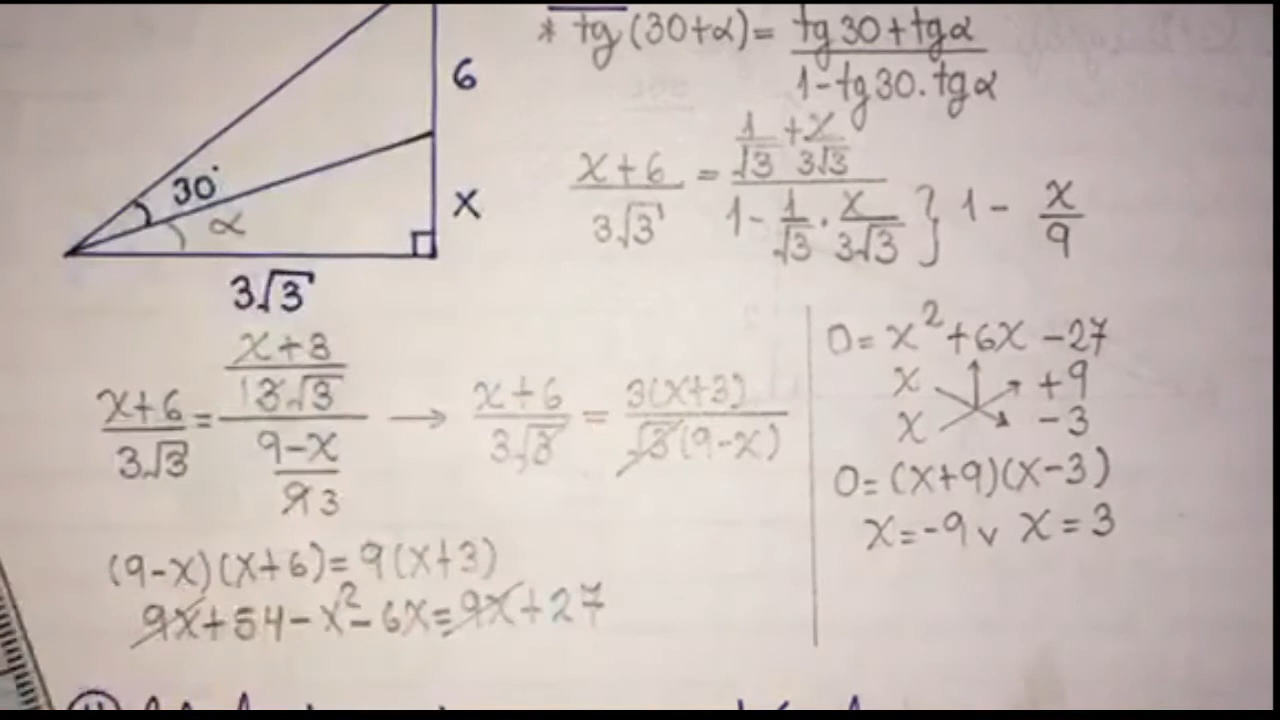 * tg(30+α) = (tg30+tgα)/(1-tg30.tgα)
6
30°
α
x
3√3
(x+6)/(3√3) = (1/√3 + x/(3√3))/(1 - 1/√3 . x/(3√3)) } 1 - x/9
(x+6)/(3√3) = ((x+3)/(3√3))/((9-x)/9 3) → (x+6)/(3√3) = 3(x+3)/(√3(9-x))
(9-x)(x+6)=9(x+3)
9x+54-x²-6x=9x+27
0=x²+6x-27
x +9
x -3
0=(x+9)(x-3)
x=-9 v x=3